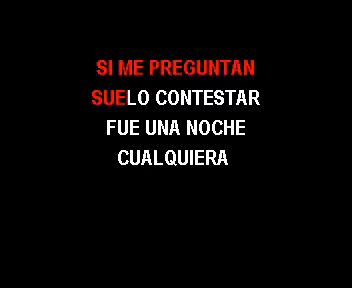 SI ME PREGUNTAN
SUELO CONTESTAR
FUE UNA NOCHE
CUALQUIERA